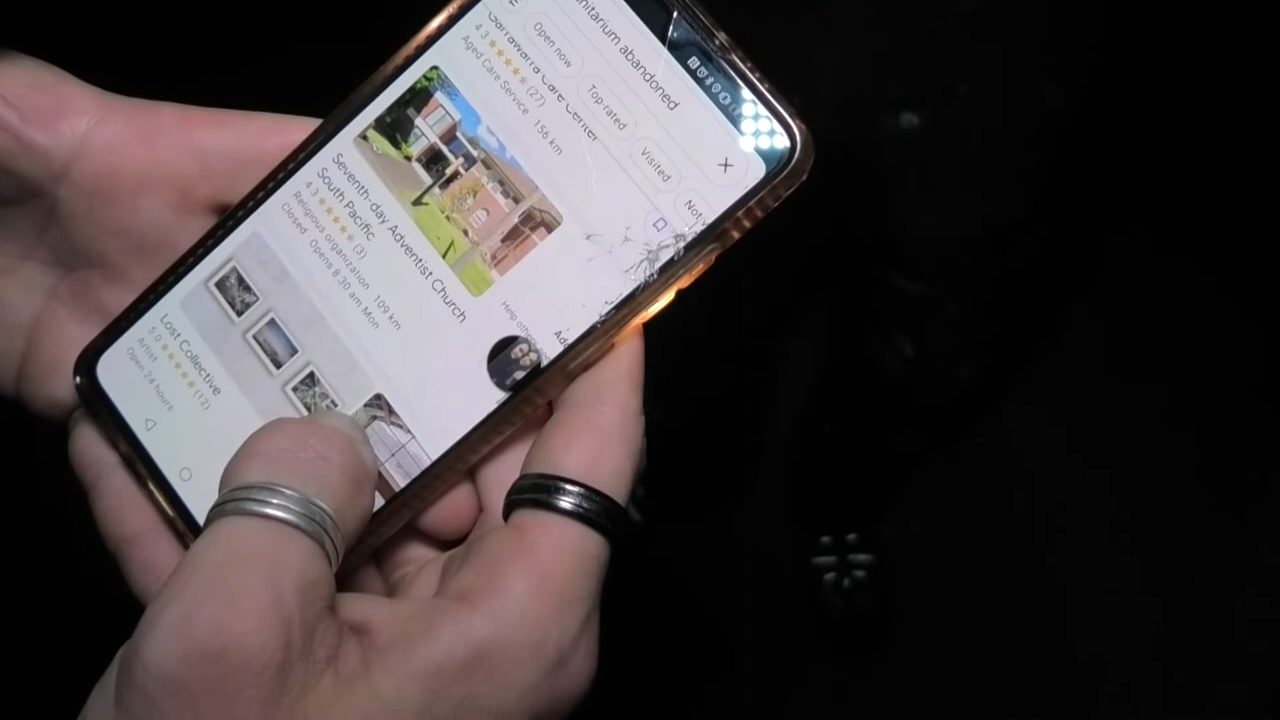 nitarium abandoned
Open now
Top-rated
Visited
Not
Care Center
4.3 (27)
Aged Care Service 156 km
Seventh-day Adventist Church
South Pacific
4.3 (3)
Religious organization 109 km
Closed Opens 8:30 am Mon
Lost Collective
5.0 (12)
Artist
Open 24 hours
Help